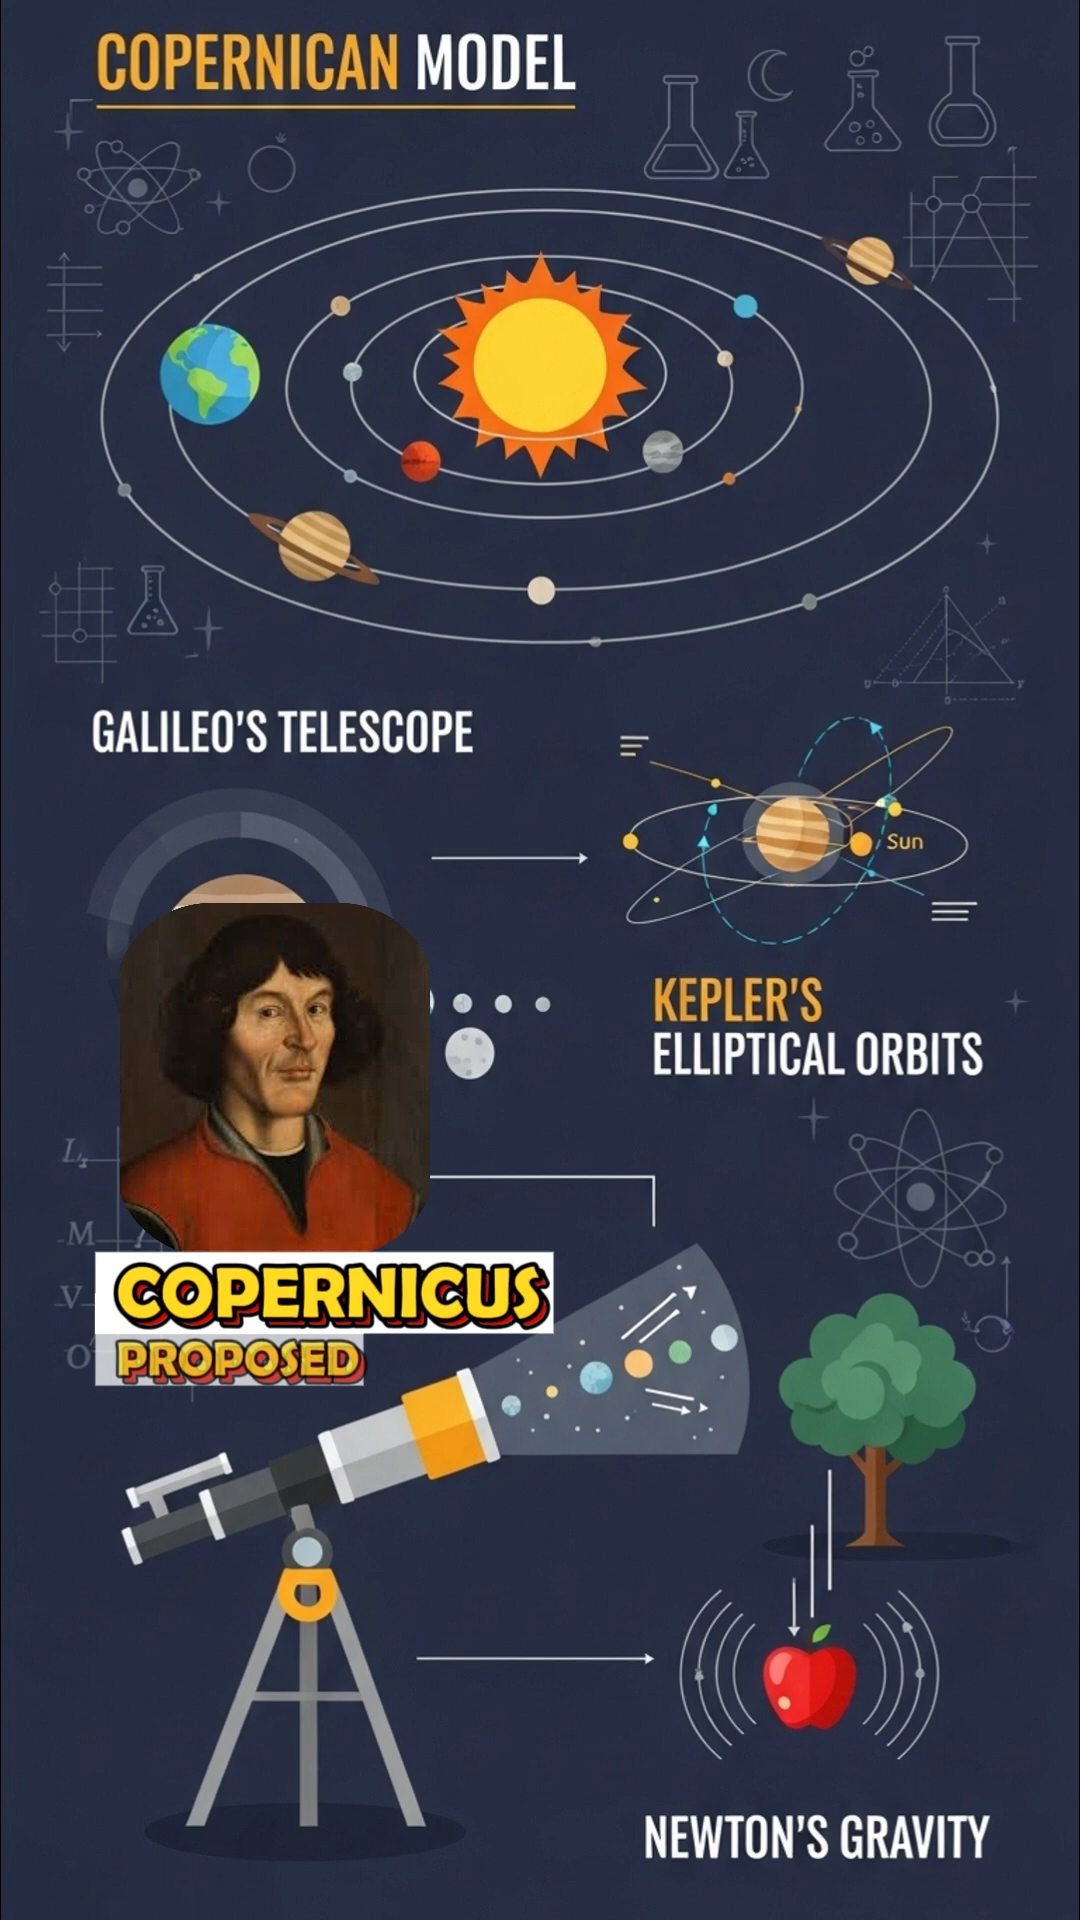 COPERNICAN MODEL
GALILEO'S TELESCOPE
Sun
KEPLER'S
ELLIPTICAL ORBITS
L
M
V
O
COPERNICUS
PROPOSED
NEWTON'S GRAVITY